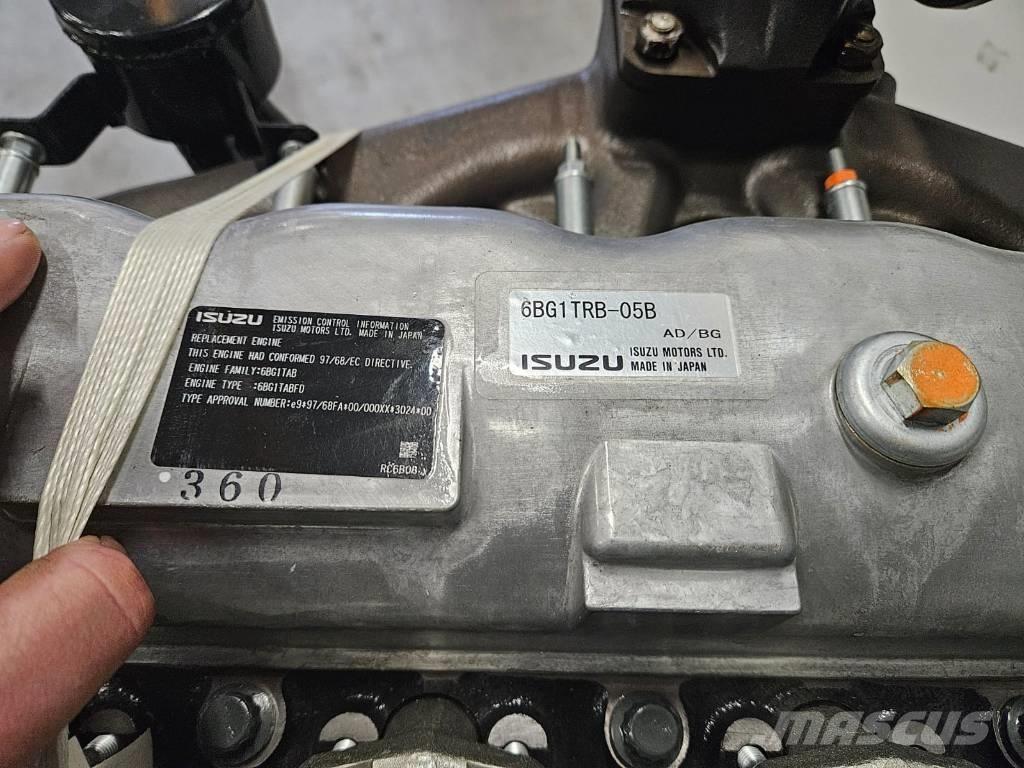 ISUZU EMISSION CONTROL INFORMATION
ISUZU MOTORS LTD. MADE IN JAPAN
REPLACEMENT ENGINE
THIS ENGINE HAD CONFORMED 97/68/EC DIRECTIVE.
ENGINE FAMILY:6BG1TAB
ENGINE TYPE :6BG1TABFD
TYPE APPROVAL NUMBER:e9*97/68FA*00/000XX*3024*00
360
6BG1TRB-05B
AD/BG
ISUZU ISUZU MOTORS LTD.
MADE IN JAPAN
MASCUS